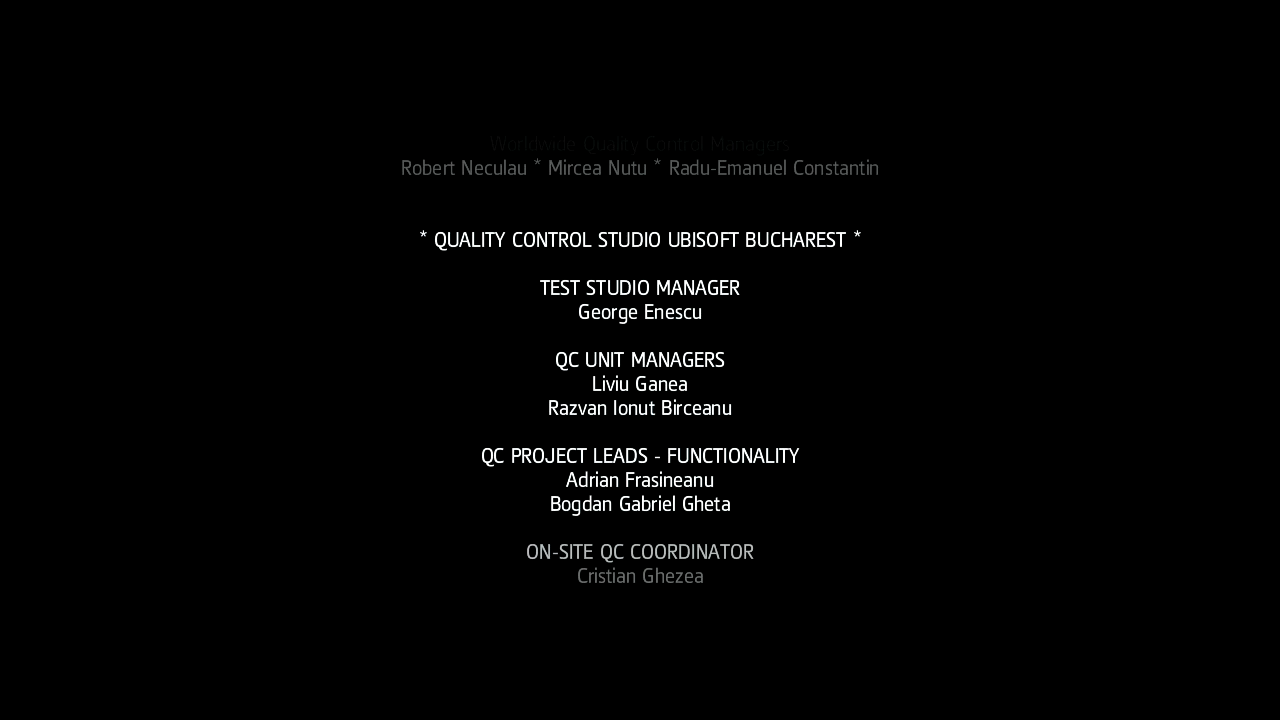 Worldwide Quality Control Managers
Robert Neculau * Mircea Nutu * Radu-Emanuel Constantin
* QUALITY CONTROL STUDIO UBISOFT BUCHAREST *
TEST STUDIO MANAGER
George Enescu
QC UNIT MANAGERS
Liviu Ganea
Razvan Ionut Birceanu
QC PROJECT LEADS - FUNCTIONALITY
Adrian Frasineanu
Bogdan Gabriel Gheta
ON-SITE QC COORDINATOR
Cristian Ghezea